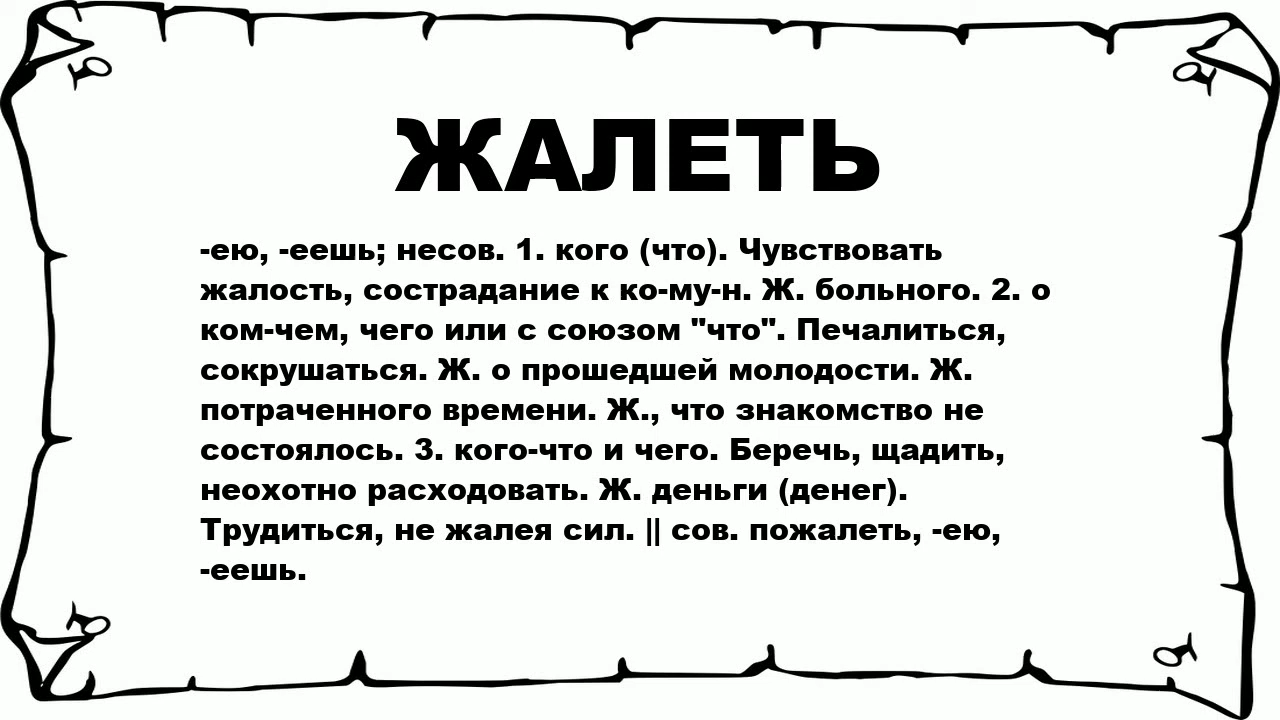 ЖАЛЕТЬ
-ею, -еешь; несов. 1. кого (что). Чувствовать
жалость, сострадание к ко-му-н. Ж. больного. 2. о
ком-чем, чего или с союзом "что". Печалиться,
сокрушаться. Ж. о прошедшей молодости. Ж.
потраченного времени. Ж., что знакомство не
состоялось. 3. кого-что и чего. Беречь, щадить,
неохотно расходовать. Ж. деньги (денег).
Трудиться, не жалея сил. || сов. пожалеть, -ею,
-еешь.